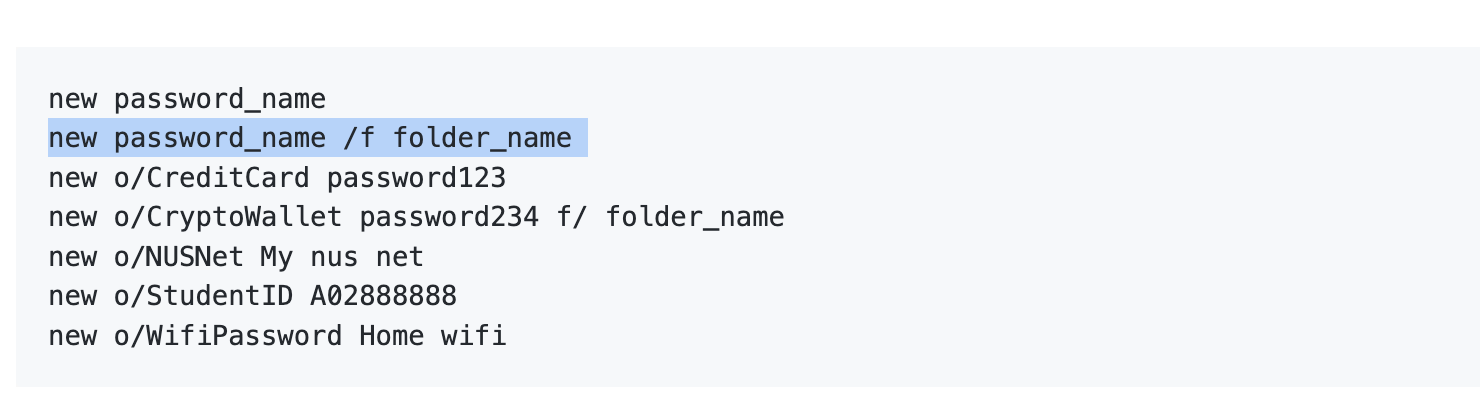 new password_name
new password_name /f folder_name
new o/CreditCard password123
new o/CryptoWallet password234 f/ folder_name
new o/NUSNet My nus net
new o/StudentID A02888888
new o/WifiPassword Home wifi